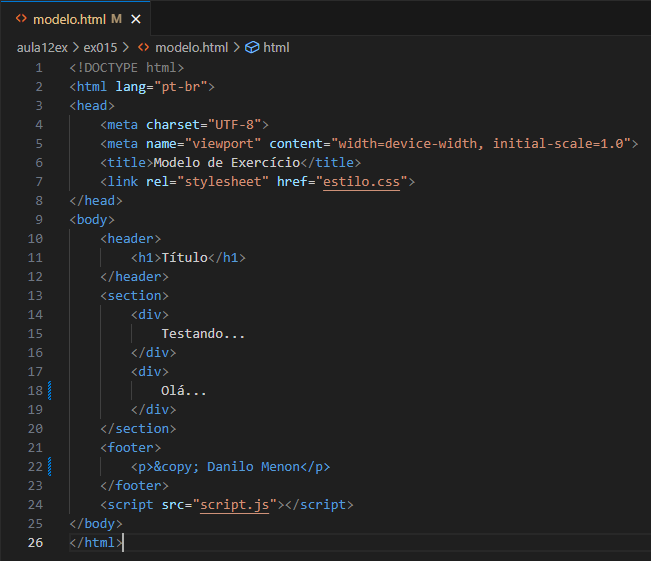 modelo.html M
aula12ex > ex015 > modelo.html > html
1 <!DOCTYPE html>
2 <html lang="pt-br">
3 <head>
4     <meta charset="UTF-8">
5     <meta name="viewport" content="width=device-width, initial-scale=1.0">
6     <title>Modelo de Exercício</title>
7     <link rel="stylesheet" href="estilo.css">
8 </head>
9 <body>
10     <header>
11         <h1>Título</h1>
12     </header>
13     <section>
14         <div>
15             Testando...
16         </div>
17         <div>
18             Olá...
19         </div>
20     </section>
21     <footer>
22         <p>&copy; Danilo Menon</p>
23     </footer>
24     <script src="script.js"></script>
25 </body>
26 </html>